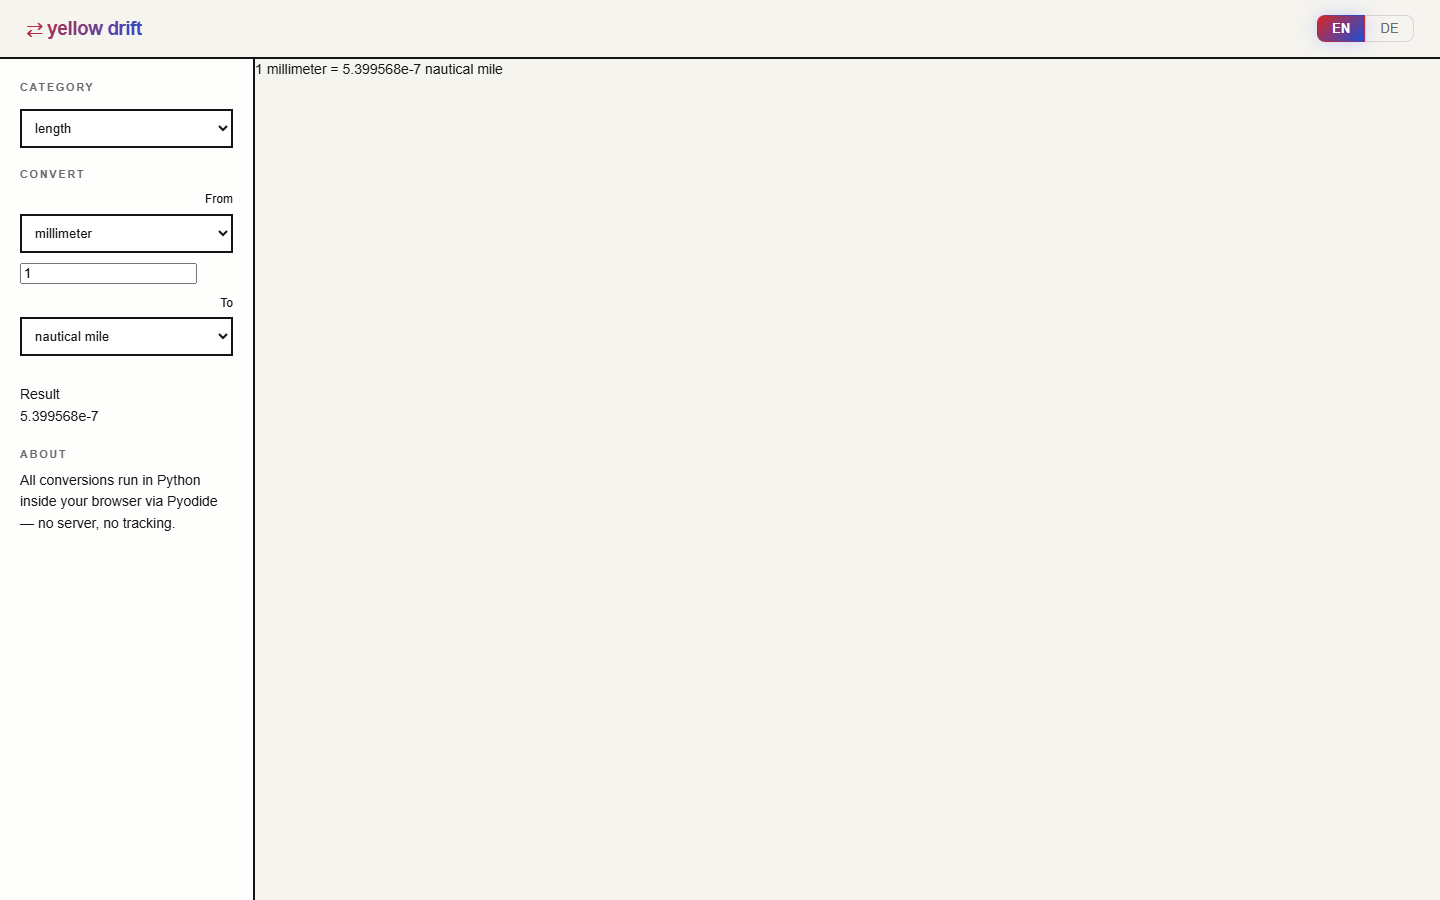 ⇄ yellow drift
EN DE
CATEGORY
length
CONVERT
From
millimeter
1
To
nautical mile
Result
5.399568e-7
ABOUT
All conversions run in Python
inside your browser via Pyodide
— no server, no tracking.
1 millimeter = 5.399568e-7 nautical mile